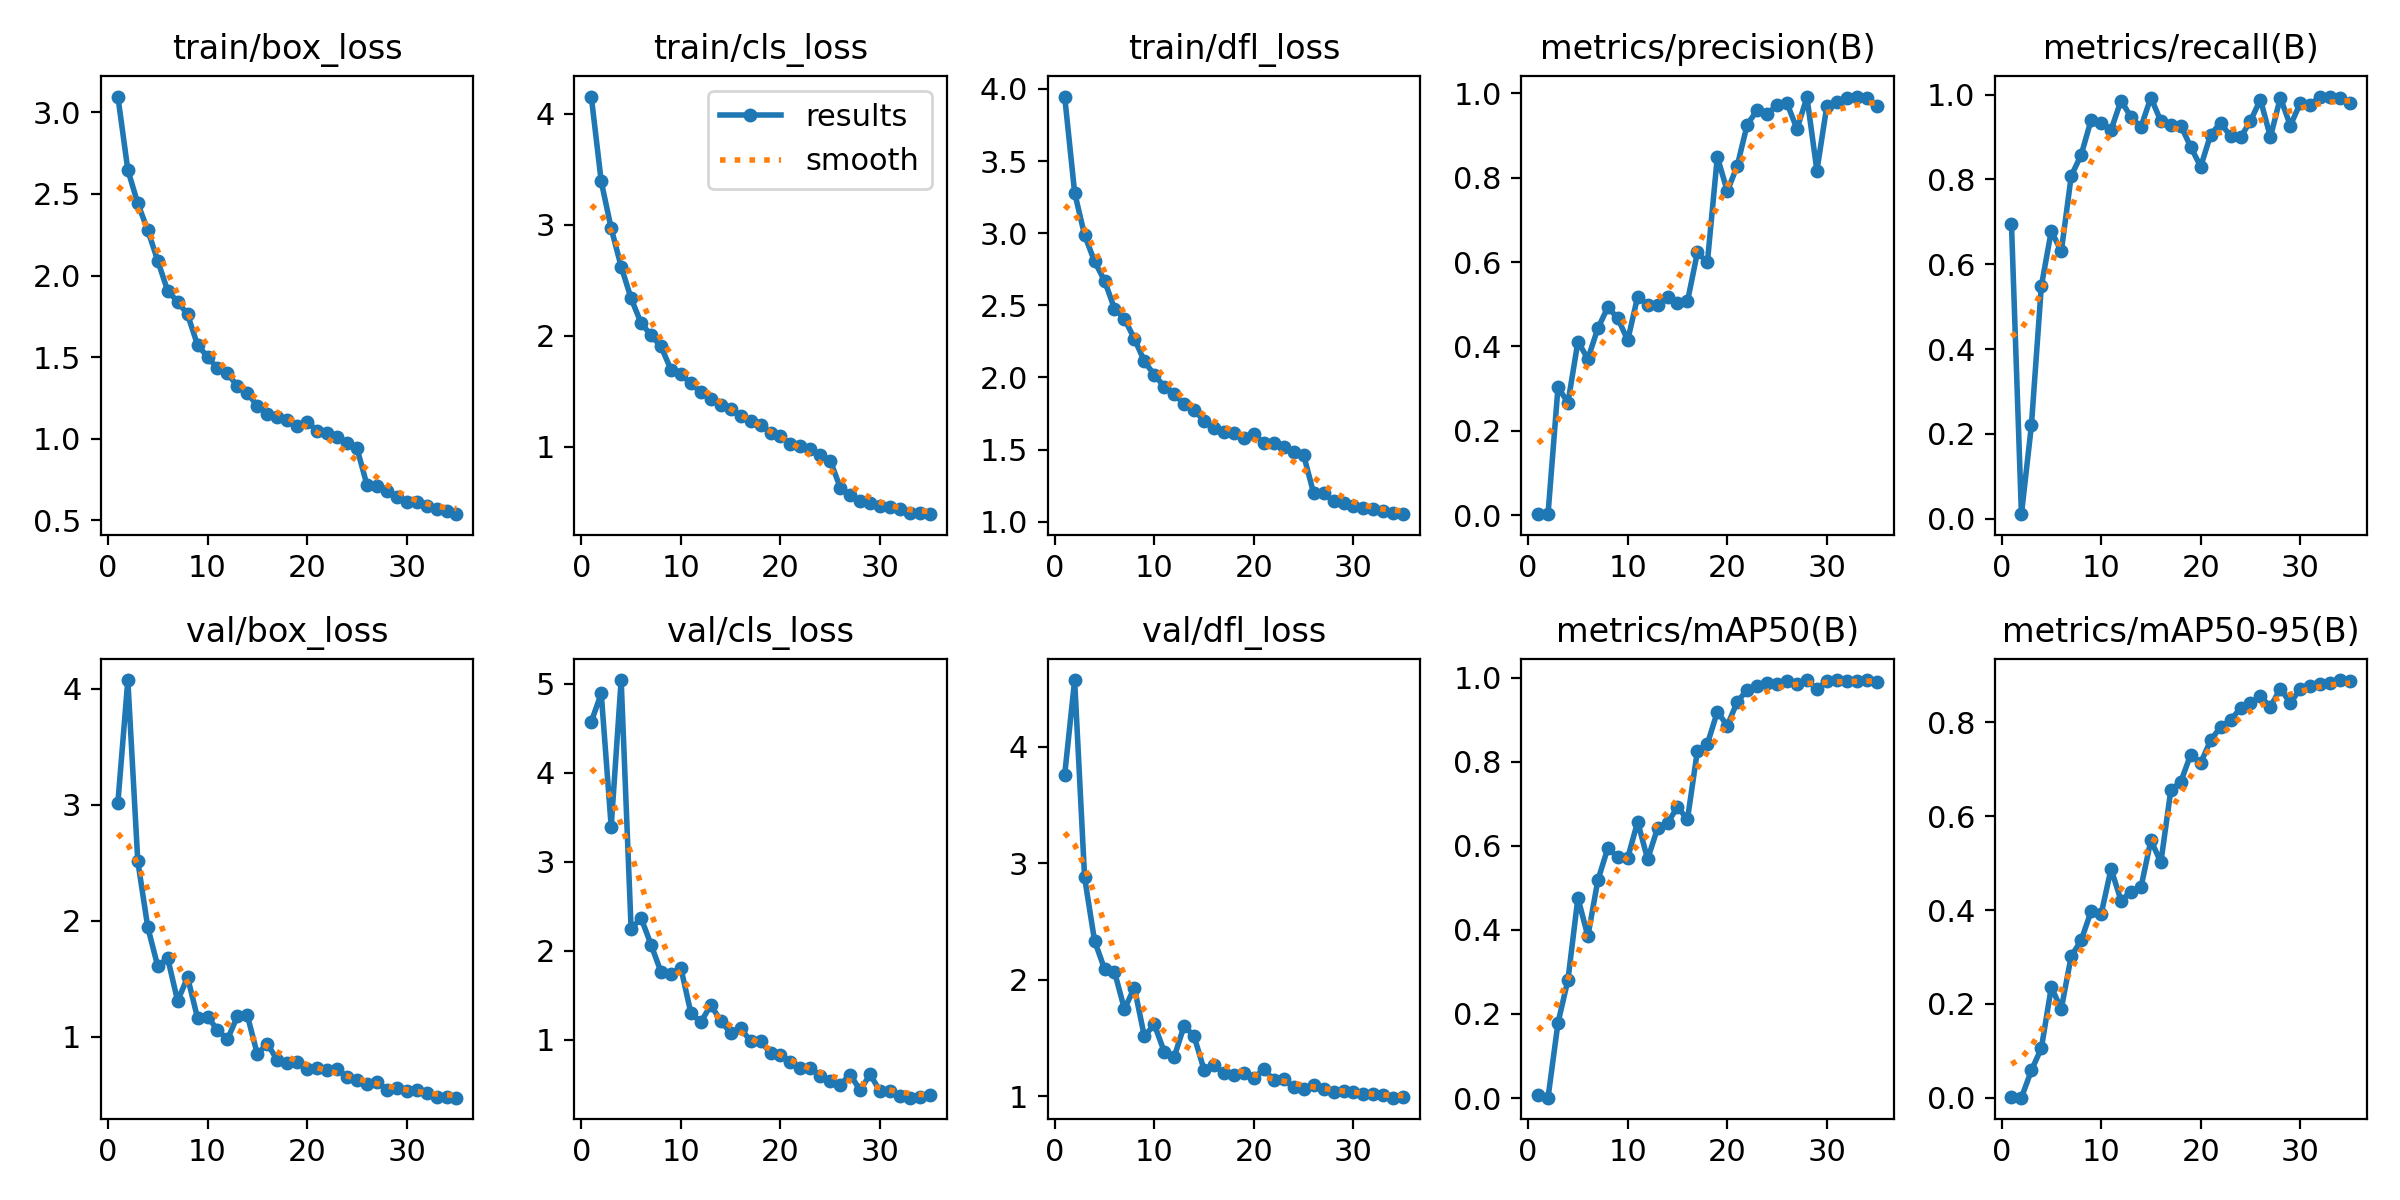 train/box_loss
train/cls_loss
train/dfl_loss
metrics/precision(B)
metrics/recall(B)
results
smooth
3.0
2.5
2.0
1.5
1.0
0.5
0 10 20 30
4
3
2
1
0 10 20 30
4.0
3.5
3.0
2.5
2.0
1.5
1.0
0 10 20 30
1.0
0.8
0.6
0.4
0.2
0.0
0 10 20 30
1.0
0.8
0.6
0.4
0.2
0.0
0 10 20 30
val/box_loss
val/cls_loss
val/dfl_loss
metrics/mAP50(B)
metrics/mAP50-95(B)
4
3
2
1
0 10 20 30
5
4
3
2
1
0 10 20 30
4
3
2
1
0 10 20 30
1.0
0.8
0.6
0.4
0.2
0.0
0 10 20 30
0.8
0.6
0.4
0.2
0.0
0 10 20 30